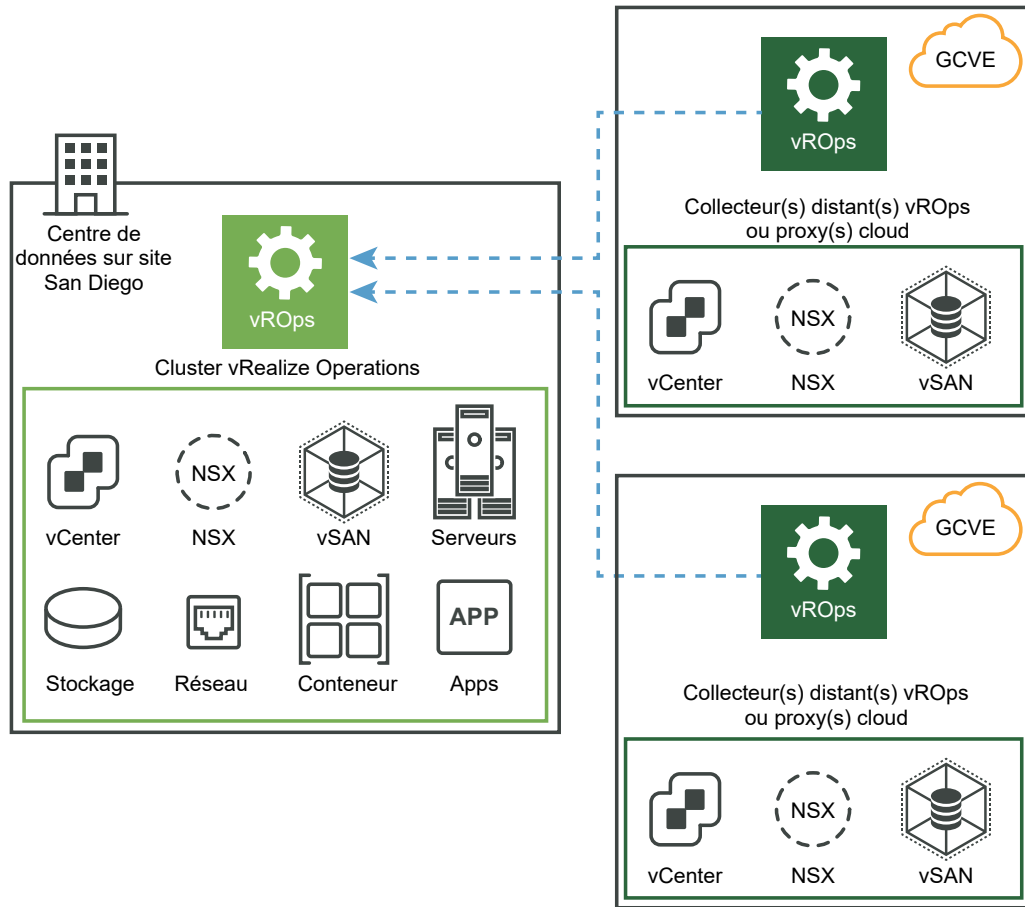 Centre de
données sur site
San Diego
vROps
Cluster vRealize Operations
NSX
vCenter
NSX
vSAN
Serveurs
APP
Stockage
Réseau
Conteneur
Apps
GCVE
vROps
Collecteur(s) distant(s) vROps
ou proxy(s) cloud
NSX
vCenter
NSX
vSAN
GCVE
vROps
Collecteur(s) distant(s) vROps
ou proxy(s) cloud
NSX
vCenter
NSX
vSAN